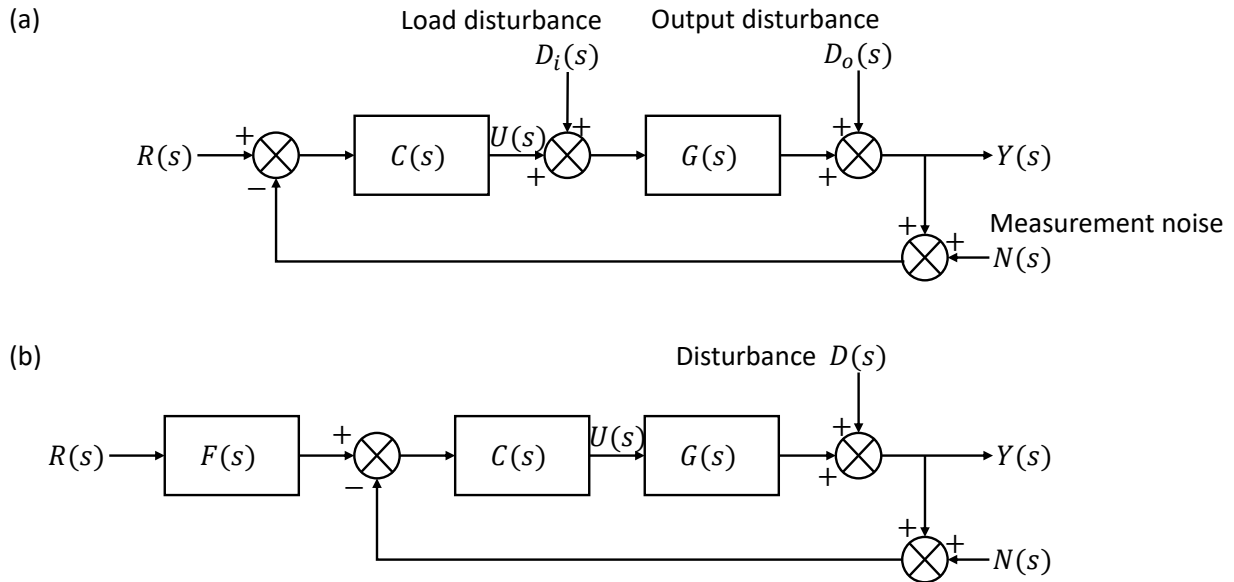 (a)
Load disturbance
Output disturbance
D_i(s)
D_o(s)
+
+
+
+
R(s)
C(s)
U(s)
G(s)
Y(s)
−
+
+
Measurement noise
+
N(s)
(b)
Disturbance D(s)
R(s)
F(s)
+
−
C(s)
U(s)
G(s)
+
+
Y(s)
+
+
N(s)